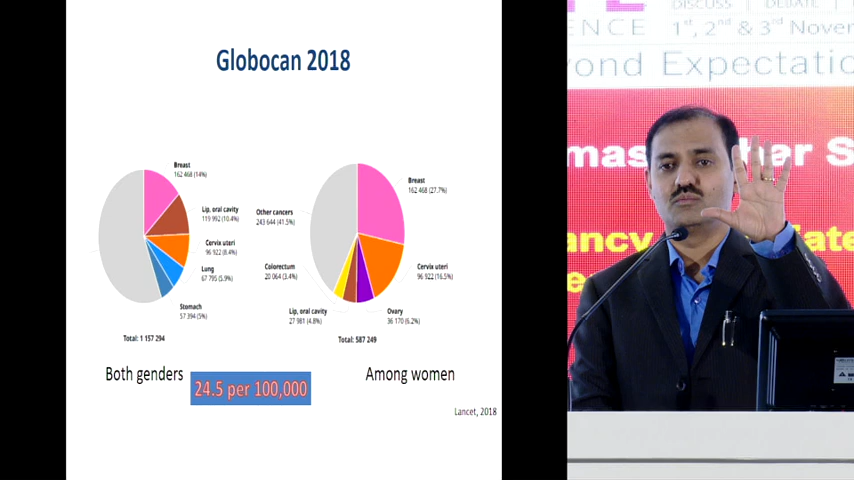 Globocan 2018
Breast
162 468 (14%)
Lip, oral cavity
119 992 (10.4%)
Cervix uteri
96 922 (8.4%)
Lung
67 795 (5.9%)
Stomach
57 394 (5%)
Total: 1 157 294
Both genders
Breast
162 468 (27.7%)
Other cancers
243 644 (41.5%)
Colorectum
20 064 (3.4%)
Cervix uteri
96 922 (16.5%)
Lip, oral cavity
27 981 (4.8%)
Ovary
36 170 (6.2%)
Total: 587 249
Among women
24.5 per 100,000
Lancet, 2018
DISCUSS DEBATE
ENCE 1st, 2nd & 3rd Novem
yond Expectatio
mas her S
ancy